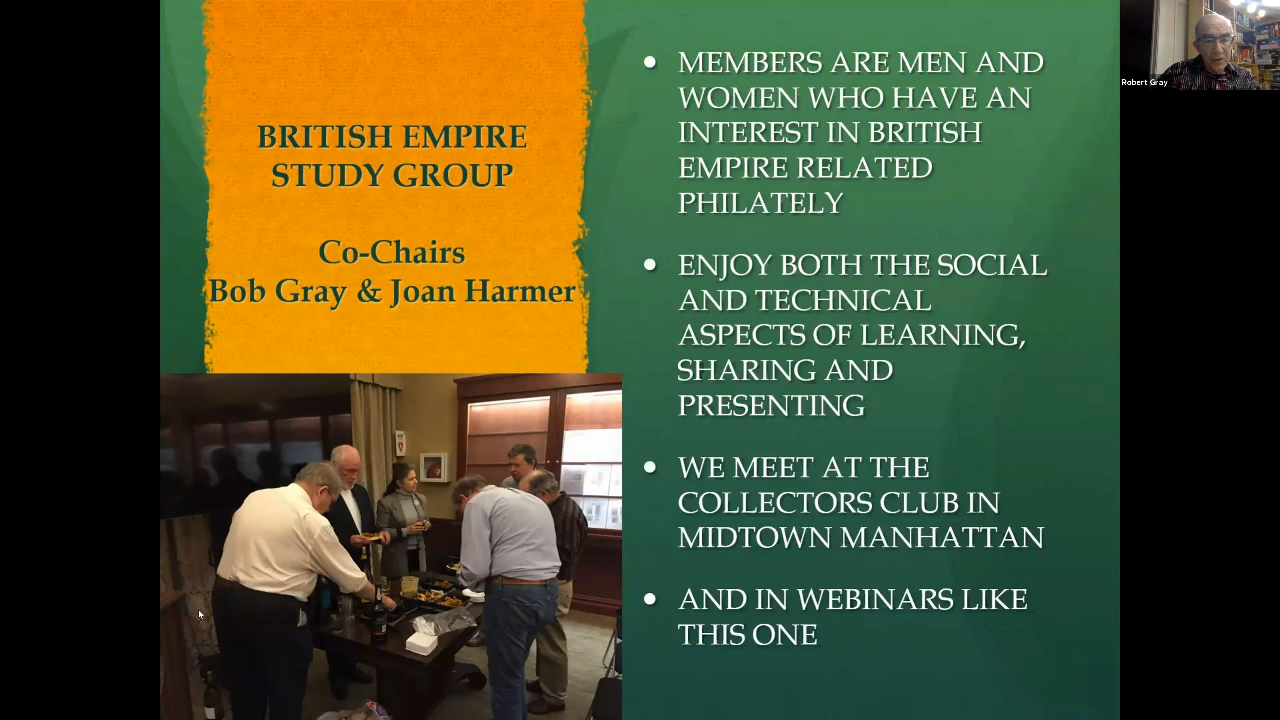 BRITISH EMPIRE
STUDY GROUP
Co-Chairs
Bob Gray & Joan Harmer
• MEMBERS ARE MEN AND
WOMEN WHO HAVE AN
INTEREST IN BRITISH
EMPIRE RELATED
PHILATELY
• ENJOY BOTH THE SOCIAL
AND TECHNICAL
ASPECTS OF LEARNING,
SHARING AND
PRESENTING
• WE MEET AT THE
COLLECTORS CLUB IN
MIDTOWN MANHATTAN
• AND IN WEBINARS LIKE
THIS ONE
Robert Gray